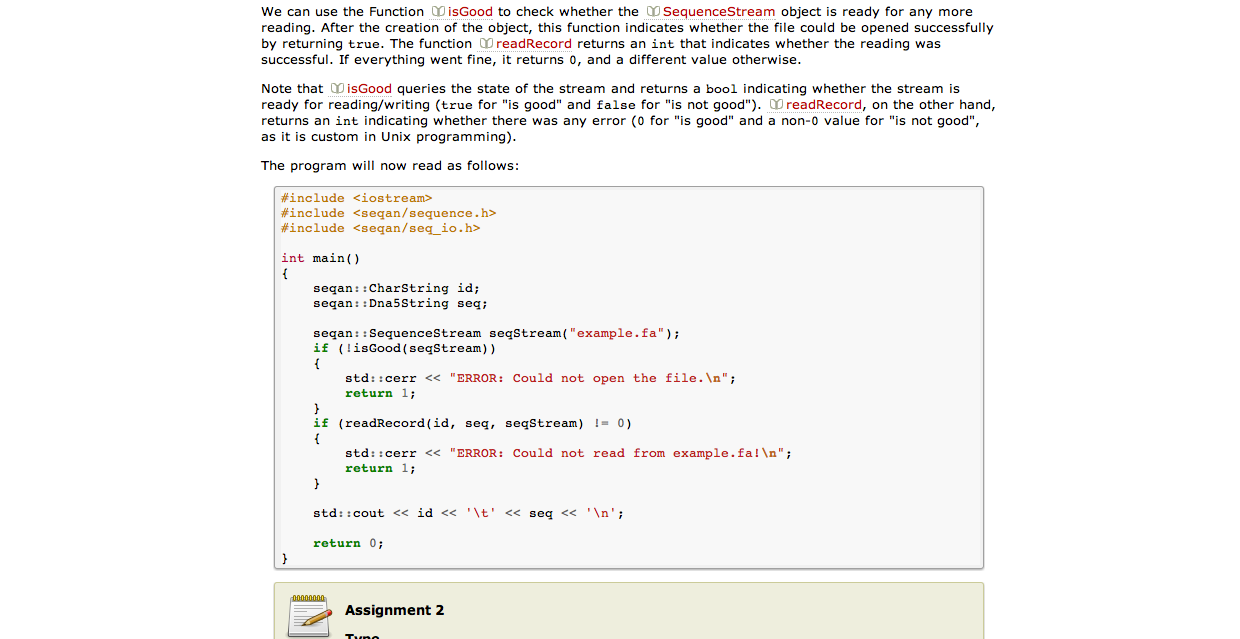 We can use the Function isGood to check whether the SequenceStream object is ready for any more
reading. After the creation of the object, this function indicates whether the file could be opened successfully
by returning true. The function readRecord returns an int that indicates whether the reading was
successful. If everything went fine, it returns 0, and a different value otherwise.
Note that isGood queries the state of the stream and returns a bool indicating whether the stream is
ready for reading/writing (true for "is good" and false for "is not good"). readRecord, on the other hand,
returns an int indicating whether there was any error (0 for "is good" and a non-0 value for "is not good",
as it is custom in Unix programming).
The program will now read as follows:
#include <iostream>
#include <seqan/sequence.h>
#include <seqan/seq_io.h>
int main()
{
seqan::CharString id;
seqan::Dna5String seq;
seqan::SequenceStream seqStream("example.fa");
if (!isGood(seqStream))
{
std::cerr << "ERROR: Could not open the file.\n";
return 1;
}
if (readRecord(id, seq, seqStream) != 0)
{
std::cerr << "ERROR: Could not read from example.fa!\n";
return 1;
}
std::cout << id << '\t' << seq << '\n';
return 0;
}
Assignment 2
Type